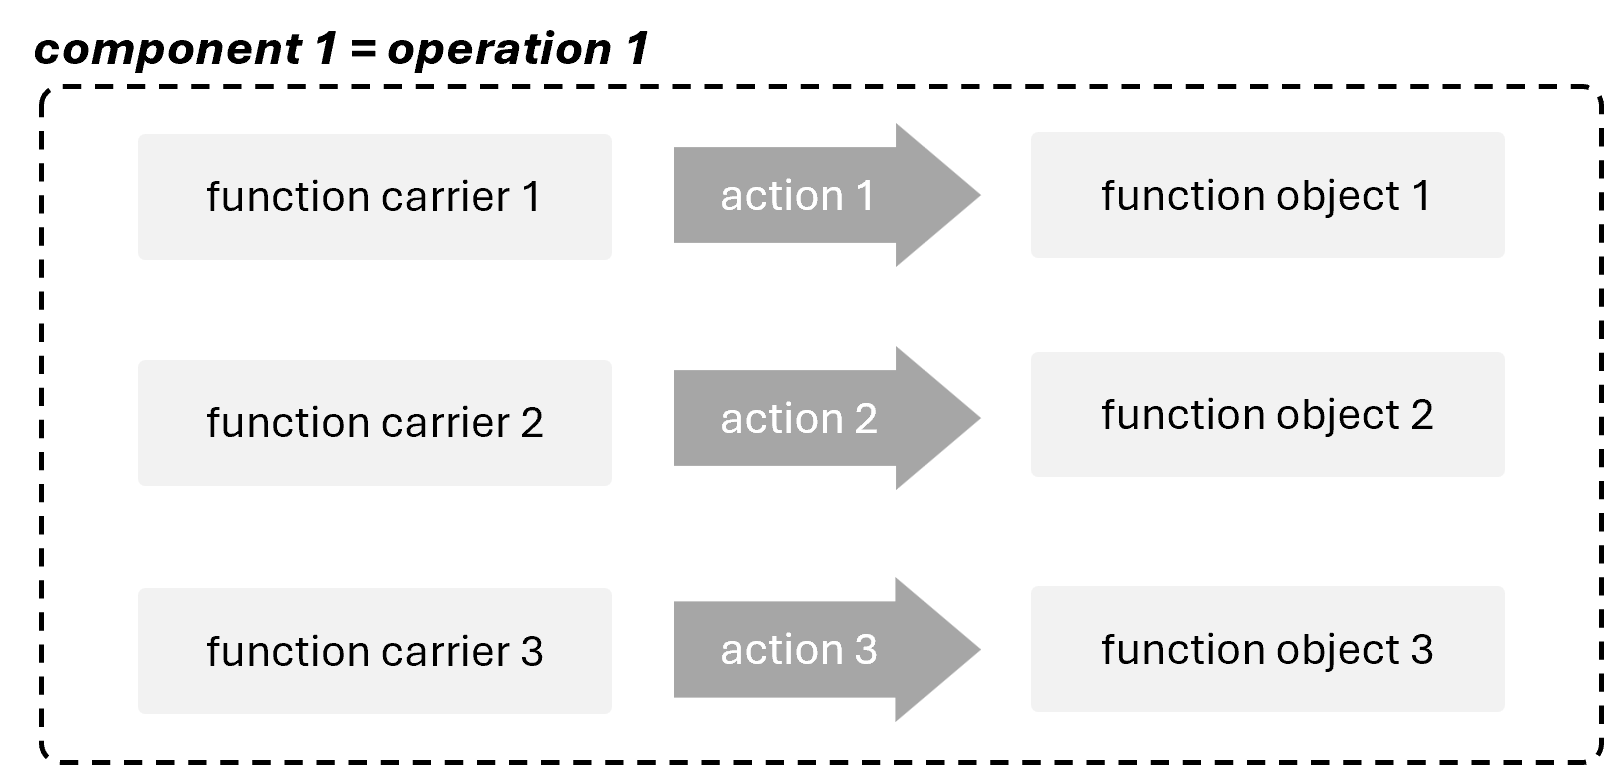 component 1 = operation 1
function carrier 1
action 1
function object 1
function carrier 2
action 2
function object 2
function carrier 3
action 3
function object 3